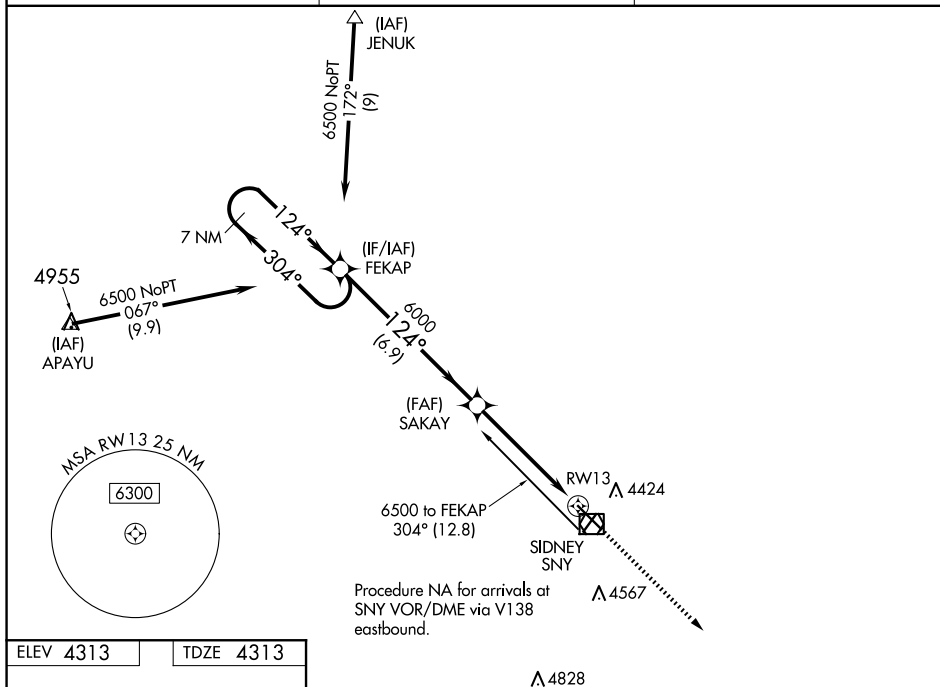 (IAF)
JENUK
6500 NoPT
172°
(9)
7 NM
124°
304°
(IF/IAF)
FEKAP
4955
6500 NoPT
067°
(9.9)
(IAF)
APAYU
6000
124°
(6.9)
(FAF)
SAKAY
MSA RW13 25 NM
6300
RW13
4424
6500 to FEKAP
304° (12.8)
SIDNEY
SNY
4567
Procedure NA for arrivals at
SNY VOR/DME via V138
eastbound.
ELEV 4313
TDZE 4313
4828